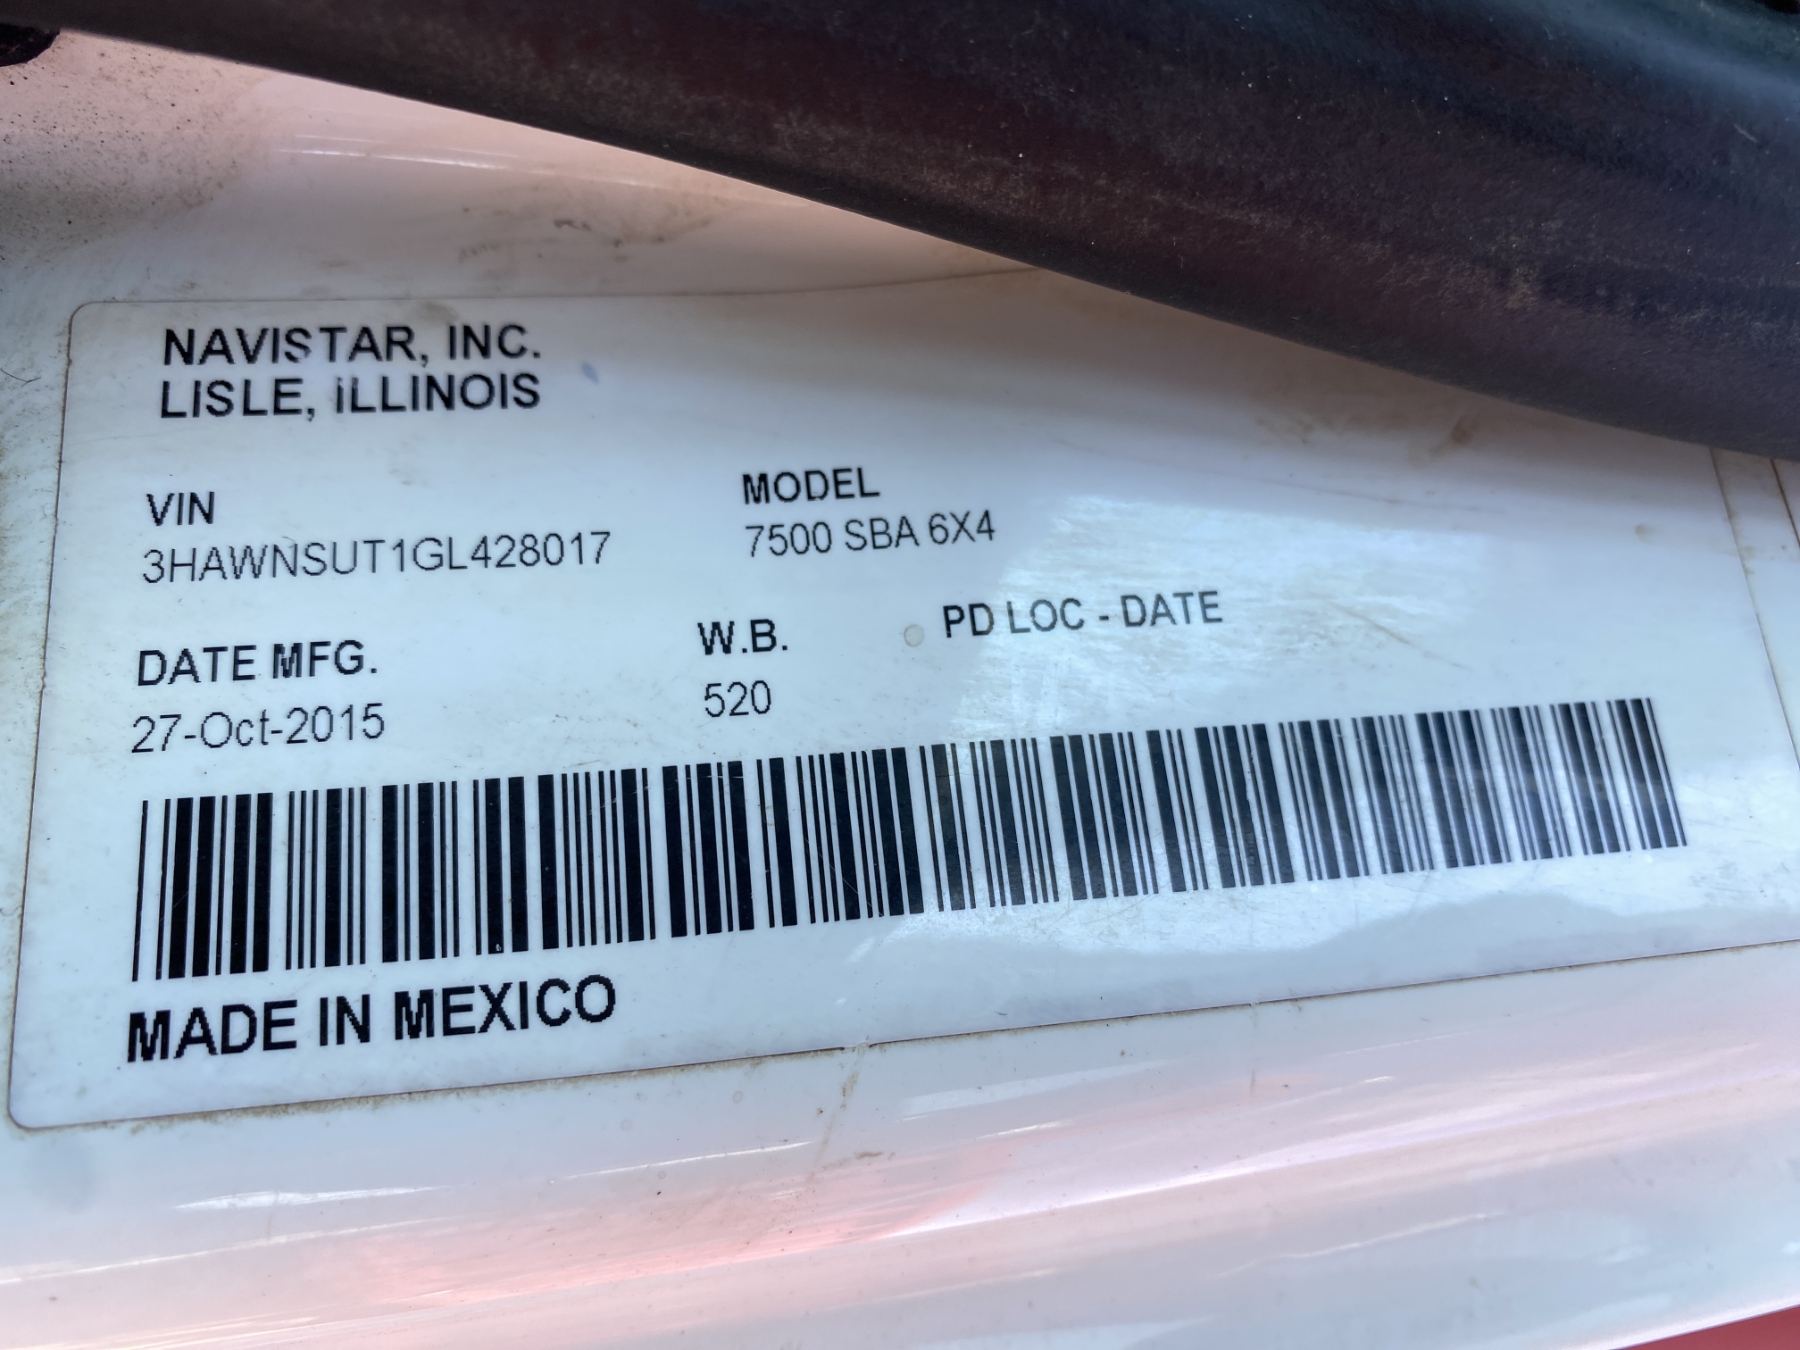 NAVISTAR, INC.
LISLE, ILLINOIS
VIN
3HAWNSUT1GL428017
MODEL
7500 SBA 6X4
DATE MFG.
27-Oct-2015
W.B.
520
PD LOC - DATE
MADE IN MEXICO